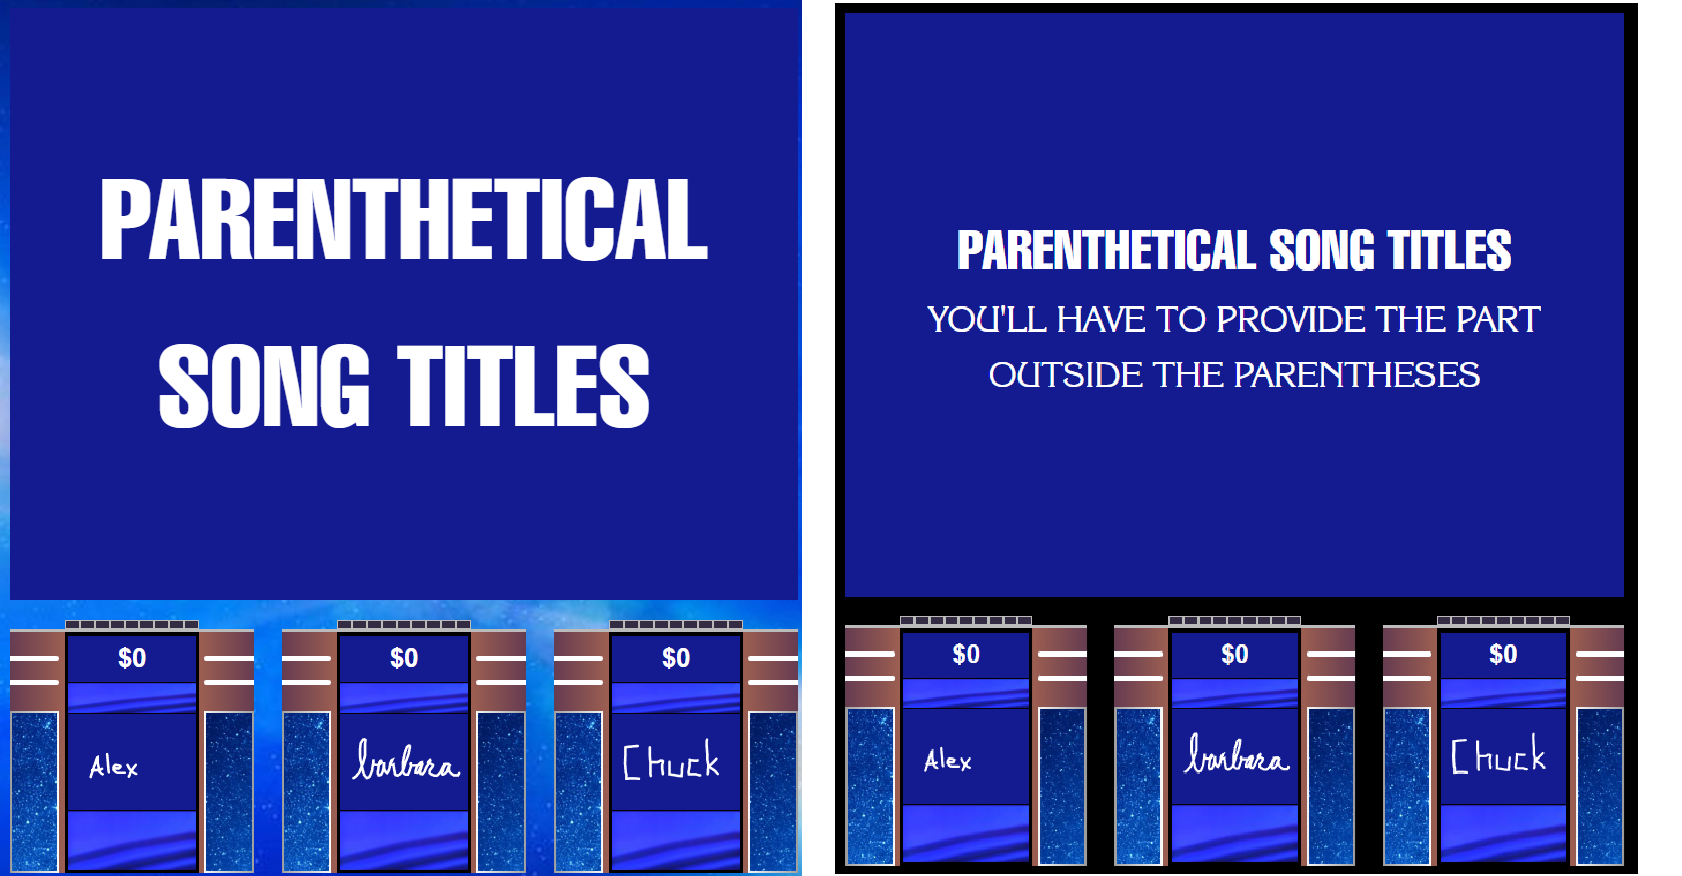 PARENTHETICAL
SONG TITLES
$0
$0
$0
Alex
barbara
Chuck
PARENTHETICAL SONG TITLES
YOU'LL HAVE TO PROVIDE THE PART
OUTSIDE THE PARENTHESES
$0
$0
$0
Alex
barbara
Chuck